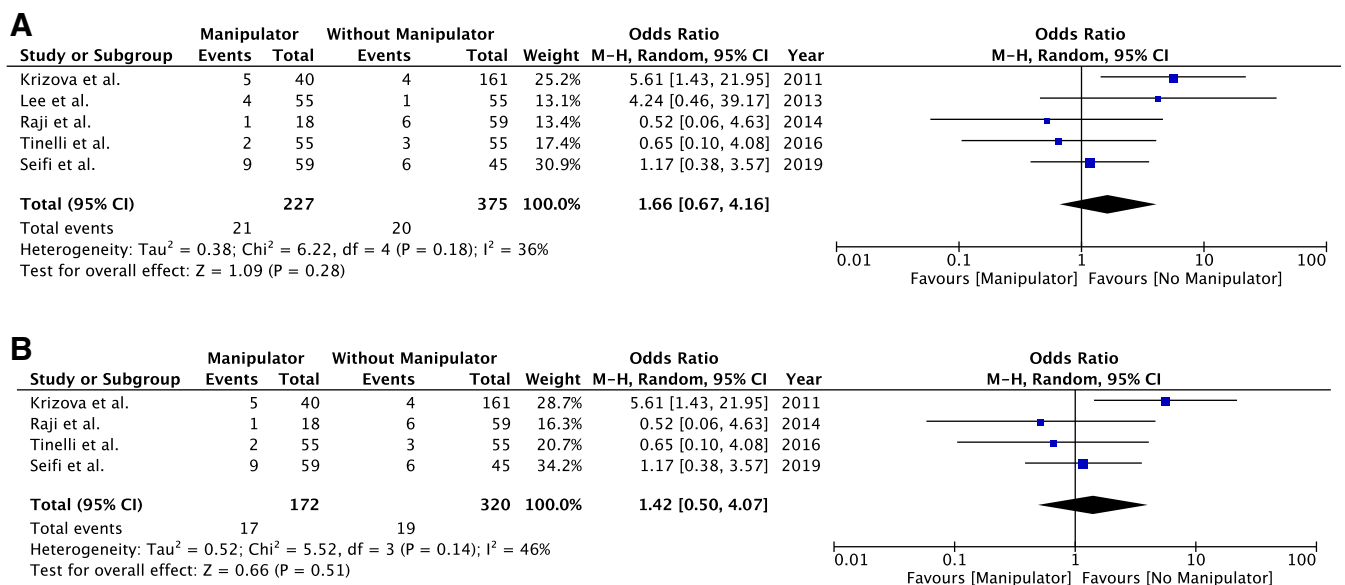 A
Manipulator Without Manipulator Odds Ratio Odds Ratio
Study or Subgroup Events Total Events Total Weight M-H, Random, 95% CI Year M-H, Random, 95% CI
Krizova et al. 5 40 4 161 25.2% 5.61 [1.43, 21.95] 2011
Lee et al. 4 55 1 55 13.1% 4.24 [0.46, 39.17] 2013
Raji et al. 1 18 6 59 13.4% 0.52 [0.06, 4.63] 2014
Tinelli et al. 2 55 3 55 17.4% 0.65 [0.10, 4.08] 2016
Seifi et al. 9 59 6 45 30.9% 1.17 [0.38, 3.57] 2019
Total (95% CI) 227 375 100.0% 1.66 [0.67, 4.16]
Total events 21 20
Heterogeneity: Tau² = 0.38; Chi² = 6.22, df = 4 (P = 0.18); I² = 36%
Test for overall effect: Z = 1.09 (P = 0.28)
0.01 0.1 1 10 100
Favours [Manipulator] Favours [No Manipulator]
B
Manipulator Without Manipulator Odds Ratio Odds Ratio
Study or Subgroup Events Total Events Total Weight M-H, Random, 95% CI Year M-H, Random, 95% CI
Krizova et al. 5 40 4 161 28.7% 5.61 [1.43, 21.95] 2011
Raji et al. 1 18 6 59 16.3% 0.52 [0.06, 4.63] 2014
Tinelli et al. 2 55 3 55 20.7% 0.65 [0.10, 4.08] 2016
Seifi et al. 9 59 6 45 34.2% 1.17 [0.38, 3.57] 2019
Total (95% CI) 172 320 100.0% 1.42 [0.50, 4.07]
Total events 17 19
Heterogeneity: Tau² = 0.52; Chi² = 5.52, df = 3 (P = 0.14); I² = 46%
Test for overall effect: Z = 0.66 (P = 0.51)
0.01 0.1 1 10 100
Favours [Manipulator] Favours [No Manipulator]